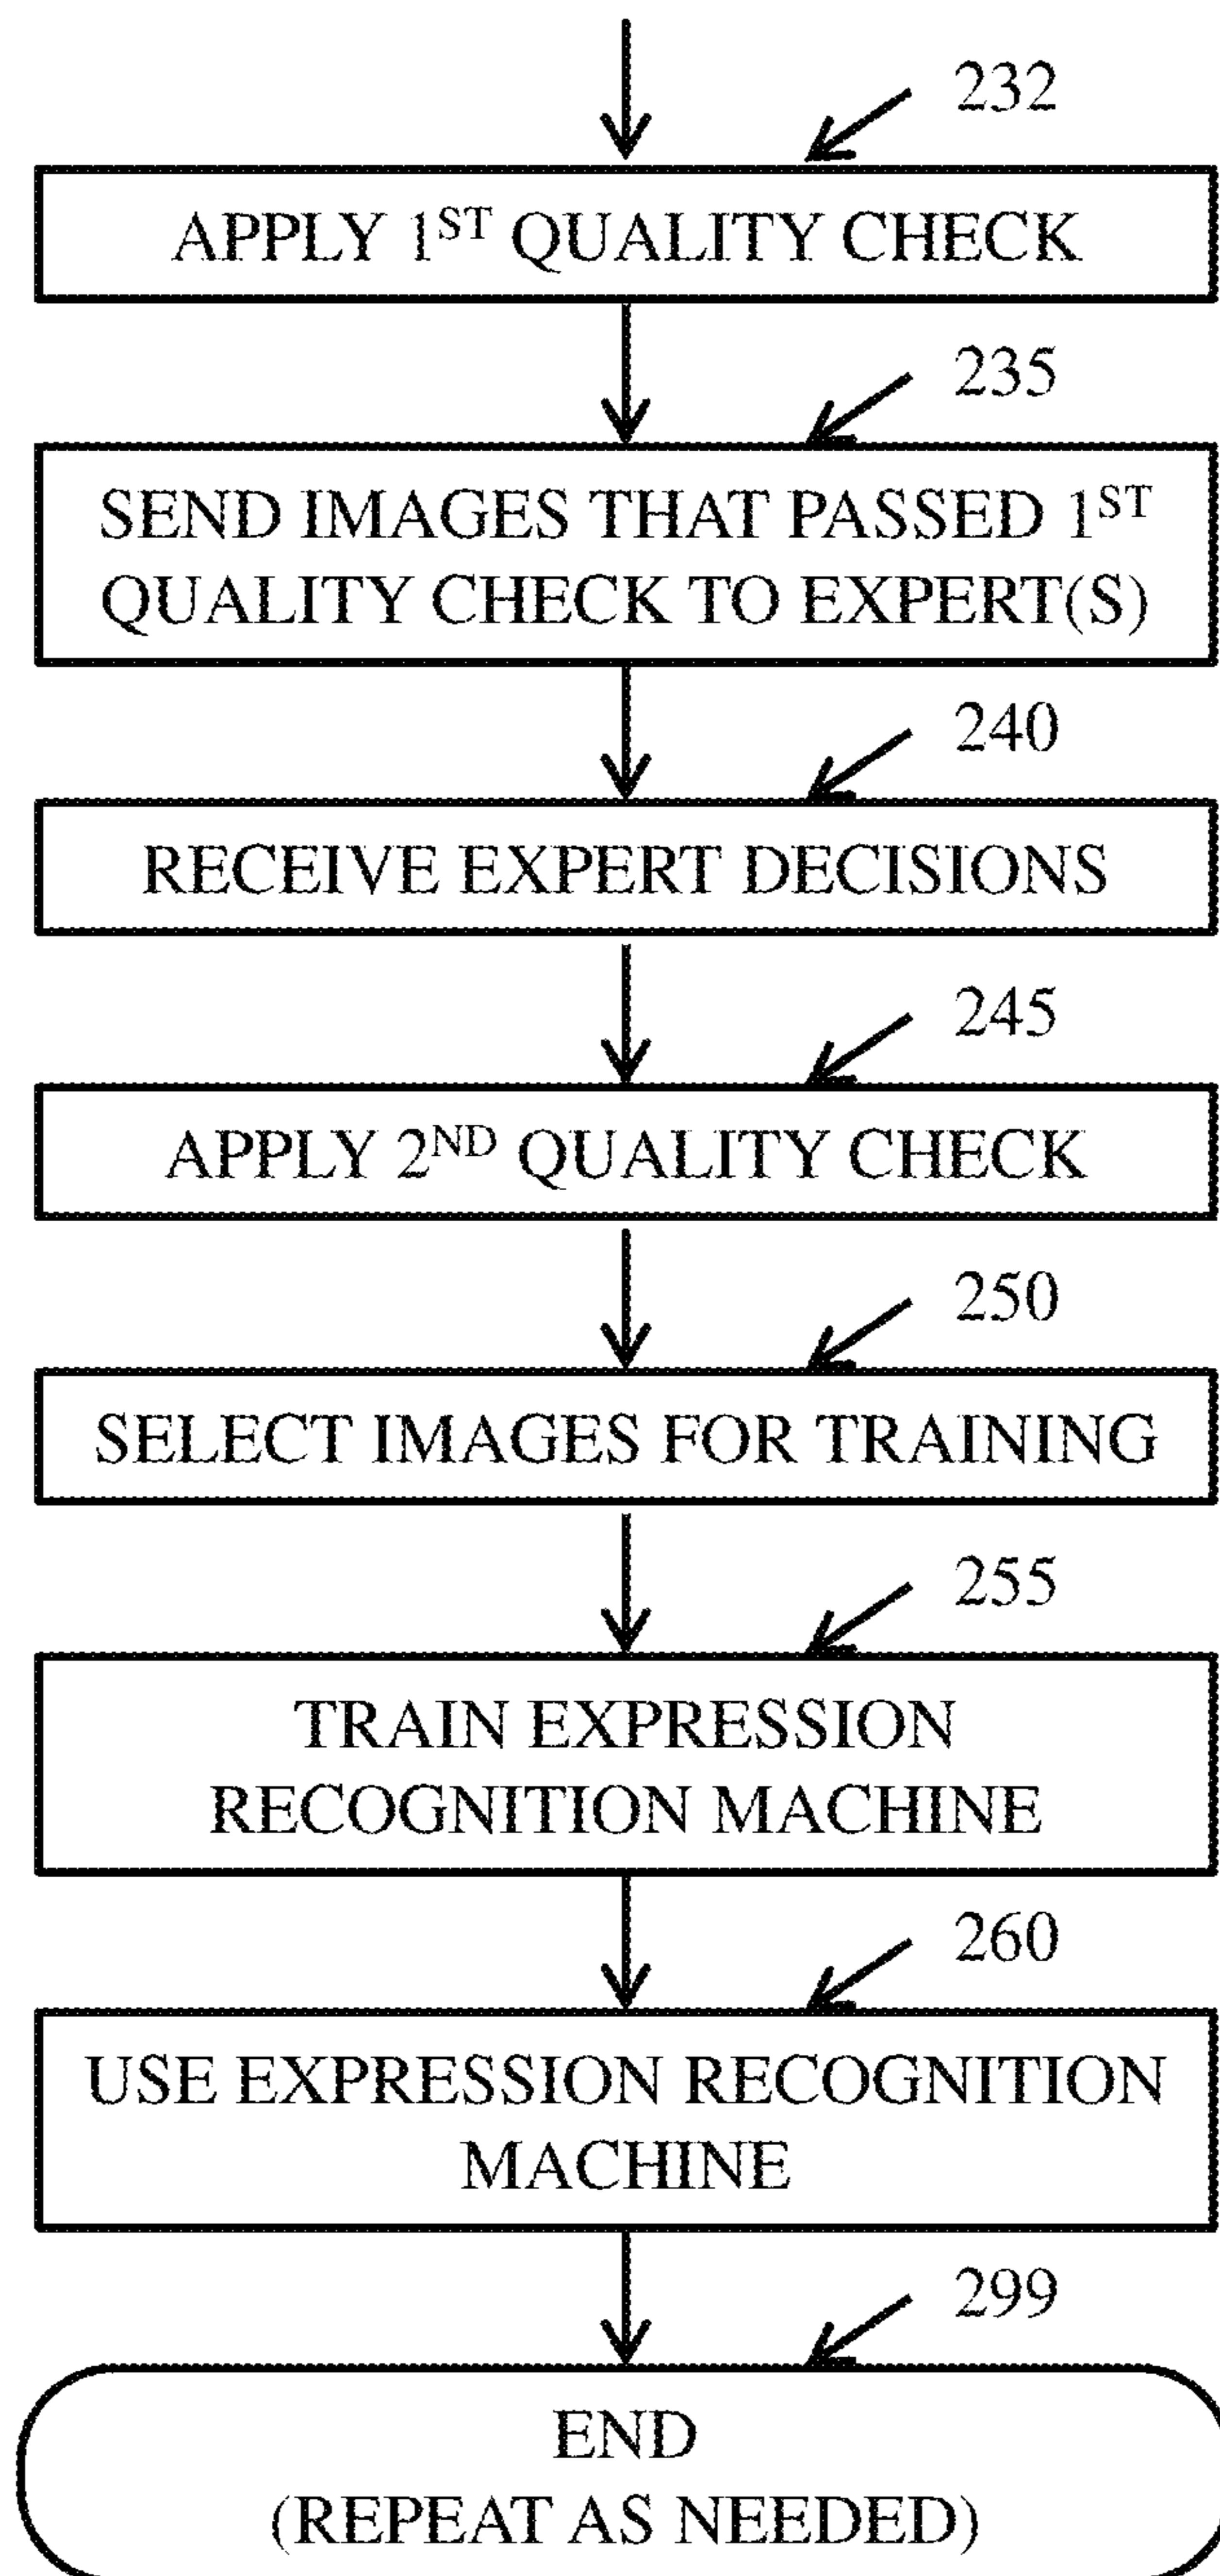 232
APPLY 1ST QUALITY CHECK
235
SEND IMAGES THAT PASSED 1ST
QUALITY CHECK TO EXPERT(S)
240
RECEIVE EXPERT DECISIONS
245
APPLY 2ND QUALITY CHECK
250
SELECT IMAGES FOR TRAINING
255
TRAIN EXPRESSION
RECOGNITION MACHINE
260
USE EXPRESSION RECOGNITION
MACHINE
299
END
(REPEAT AS NEEDED)